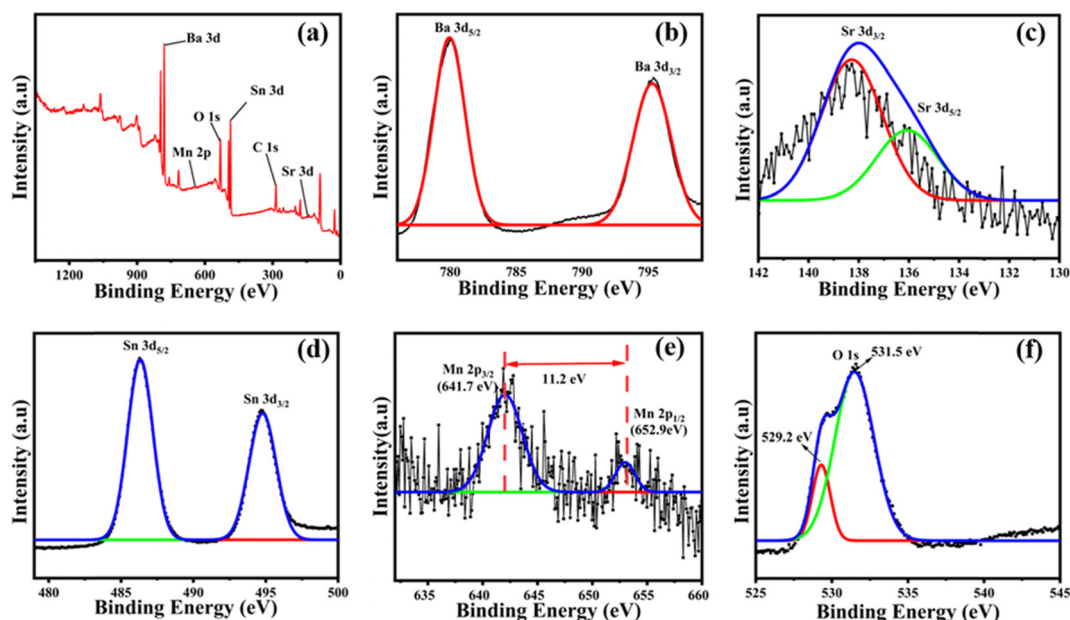 (a)
Ba 3d
Sn 3d
O 1s
C 1s
Mn 2p
Sr 3d
Intensity (a.u)
1200 900 600 300 0
Binding Energy (eV)
(b)
Ba 3d5/2
Ba 3d3/2
Intensity (a.u)
780 785 790 795
Binding Energy (eV)
(c)
Sr 3d3/2
Sr 3d5/2
Intensity (a.u)
142 140 138 136 134 132 130
Binding Energy (eV)
(d)
Sn 3d5/2
Sn 3d3/2
Intensity (a.u)
480 485 490 495 500
Binding Energy (eV)
(e)
Mn 2p3/2
(641.7 eV)
11.2 eV
Mn 2p1/2
(652.9eV)
Intensity (a.u)
635 640 645 650 655 660
Binding Energy (eV)
(f)
O 1s
531.5 eV
529.2 eV
Intensity (a.u)
525 530 535 540 545
Binding Energy (eV)